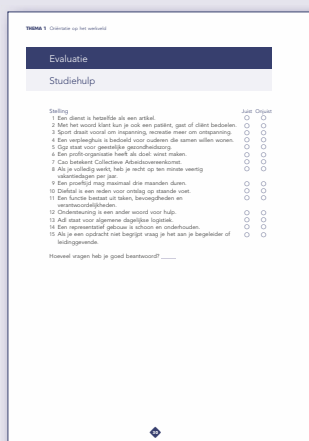 THEMA 1 Oriëntatie op het werkveld
Evaluatie
Studiehulp
Stelling Juist Onjuist
1 Een dienst is hetzelfde als een artikel.
2 Met het woord klant kun je ook een patiënt, gast of cliënt bedoelen.
3 Sport draait vooral om inspanning, recreatie meer om ontspanning.
4 Een verpleeghuis is bedoeld voor ouderen die samen willen wonen.
5 Ggz staat voor geestelijke gezondheidszorg.
6 Een profit-organisatie heeft als doel: winst maken.
7 Cao betekent Collectieve Arbeidsovereenkomst.
8 Als je volledig werkt, heb je recht op ten minste veertig
vakantiedagen per jaar.
9 Een proeftijd mag maximaal drie maanden duren.
10 Diefstal is een reden voor ontslag op staande voet.
11 Een functie bestaat uit taken, bevoegdheden en
verantwoordelijkheden.
12 Ondersteuning is een ander woord voor hulp.
13 Adl staat voor algemene dagelijkse logistiek.
14 Een representatief gebouw is schoon en onderhouden.
15 Als je een opdracht niet begrijpt vraag je het aan je begeleider of
leidinggevende.
Hoeveel vragen heb je goed beantwoord? _____